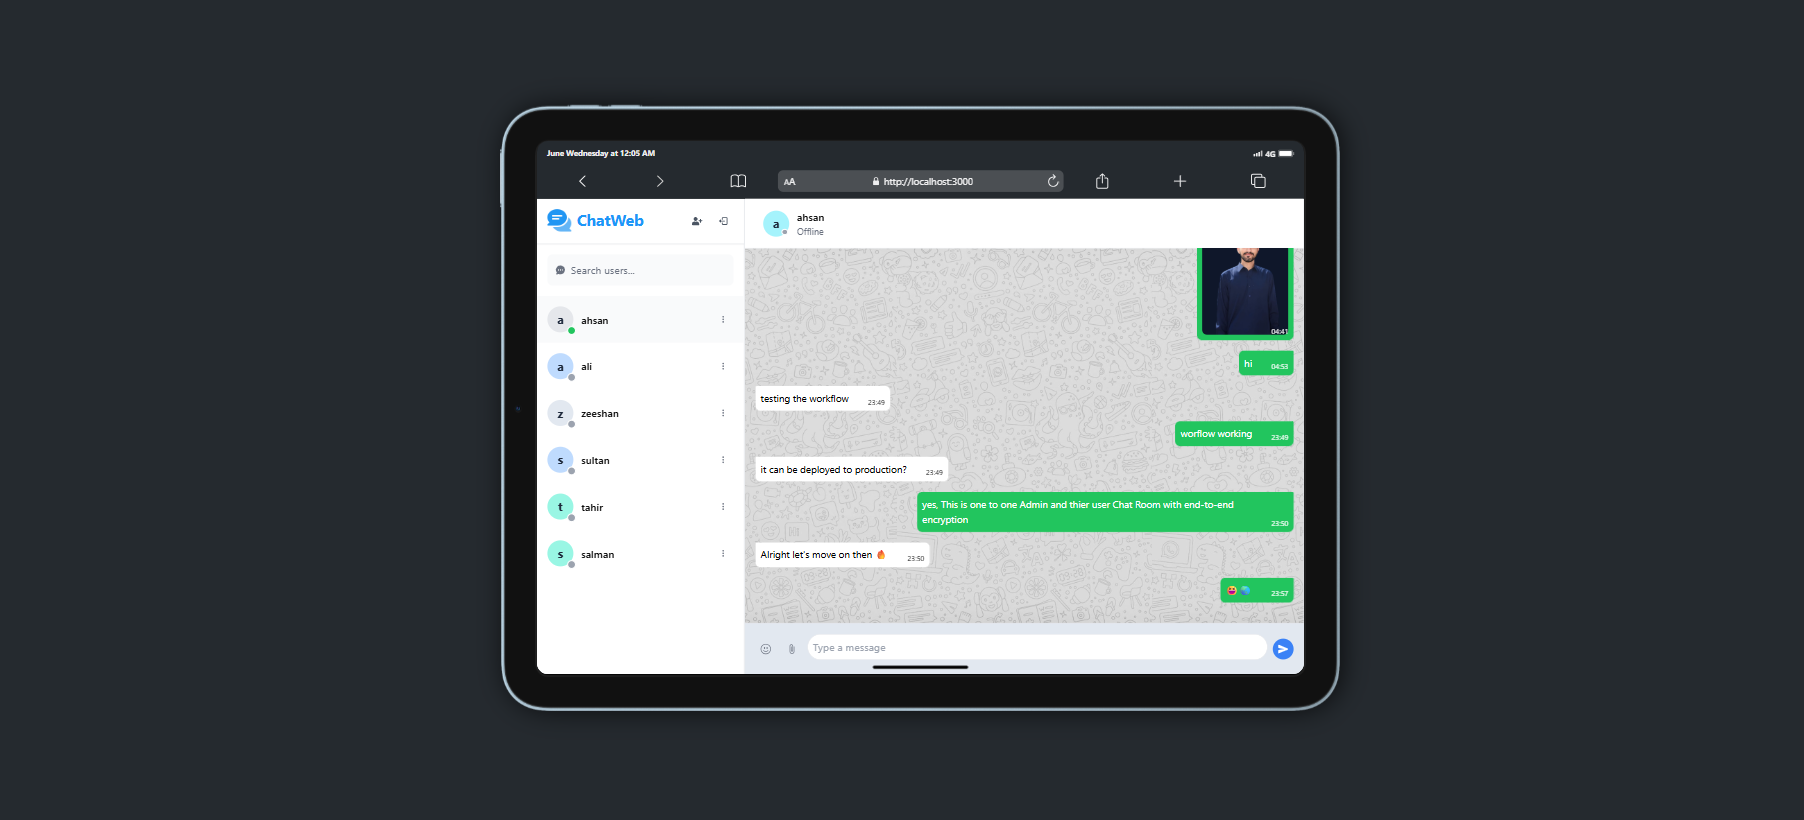 June Wednesday at 12:05 AM
4G
AA
http://localhost:3000
ChatWeb
Search users...
a
ahsan
a
ali
z
zeeshan
s
sultan
t
tahir
s
salman
a
ahsan
Offline
04:41
hi
04:53
testing the workflow
23:49
worflow working
23:49
it can be deployed to production?
23:49
yes, This is one to one Admin and thier user Chat Room with end-to-end
encryption
23:50
Alright let's move on then 🔥
23:50
23:57
Type a message